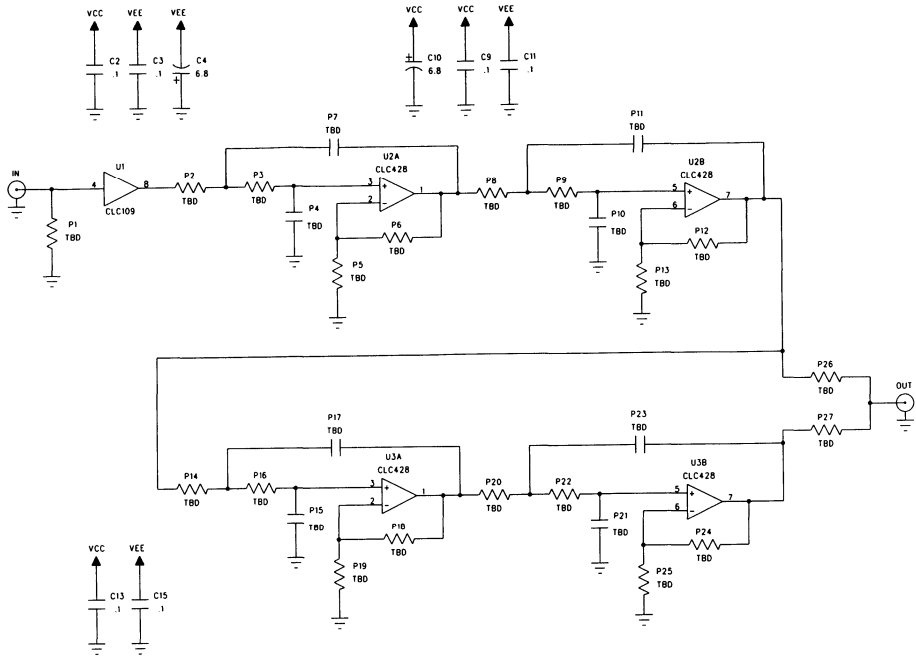 VCC VEE VEE
C2 .1 C3 .1 C4 6.8
VCC VCC VEE
C10 6.8 C9 .1 C11 .1
P7
TBD
P11
TBD
IN
U1
4 8
CLC109
P1
TBD
P2
TBD
P3
TBD
P4
TBD
U2A
CLC428
3 + 1
2 −
P6
TBD
P5
TBD
P8
TBD
P9
TBD
P10
TBD
U2B
CLC428
5 + 7
6 −
P12
TBD
P13
TBD
P26
TBD
OUT
P27
TBD
P17
TBD
P23
TBD
P14
TBD
P16
TBD
P15
TBD
U3A
CLC428
3 + 1
2 −
P18
TBD
P19
TBD
P20
TBD
P22
TBD
P21
TBD
U3B
CLC428
5 + 7
6 −
P24
TBD
P25
TBD
VCC VEE
C13 .1 C15 .1